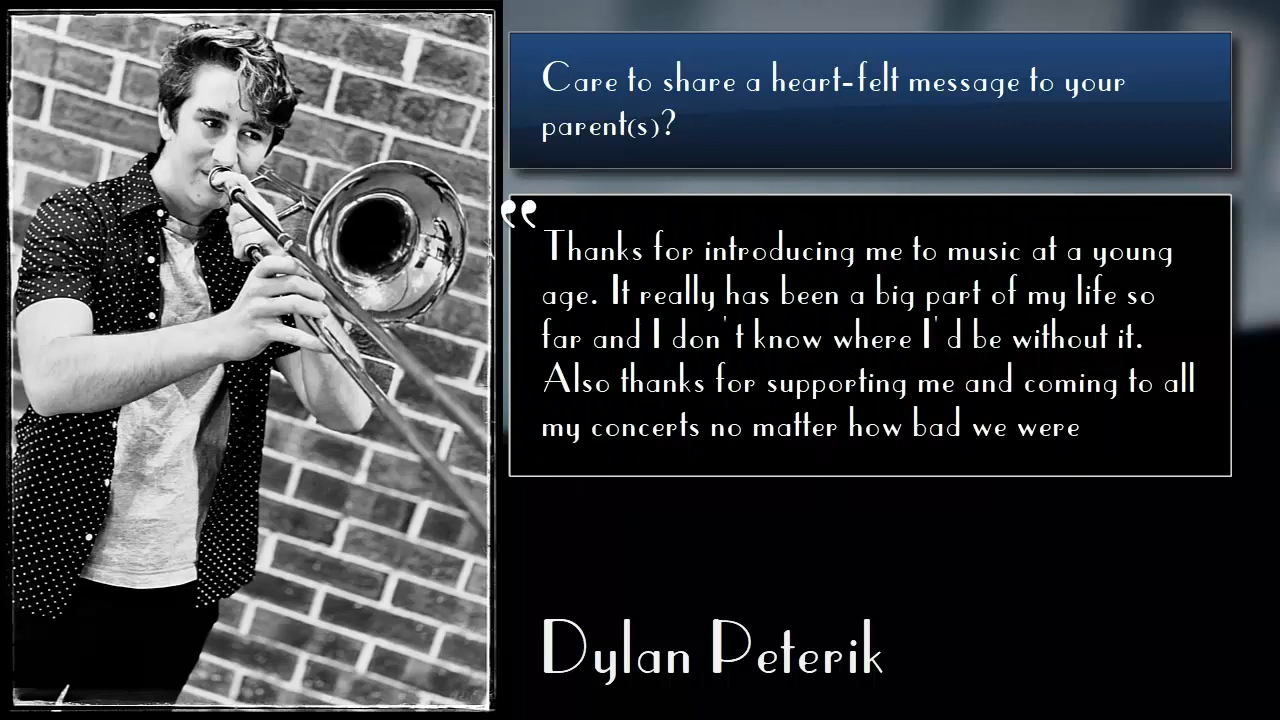 Care to share a heart-felt message to your
parent(s)?
“
Thanks for introducing me to music at a young
age. It really has been a big part of my life so
far and I don't know where I'd be without it.
Also thanks for supporting me and coming to all
my concerts no matter how bad we were
Dylan Peterik